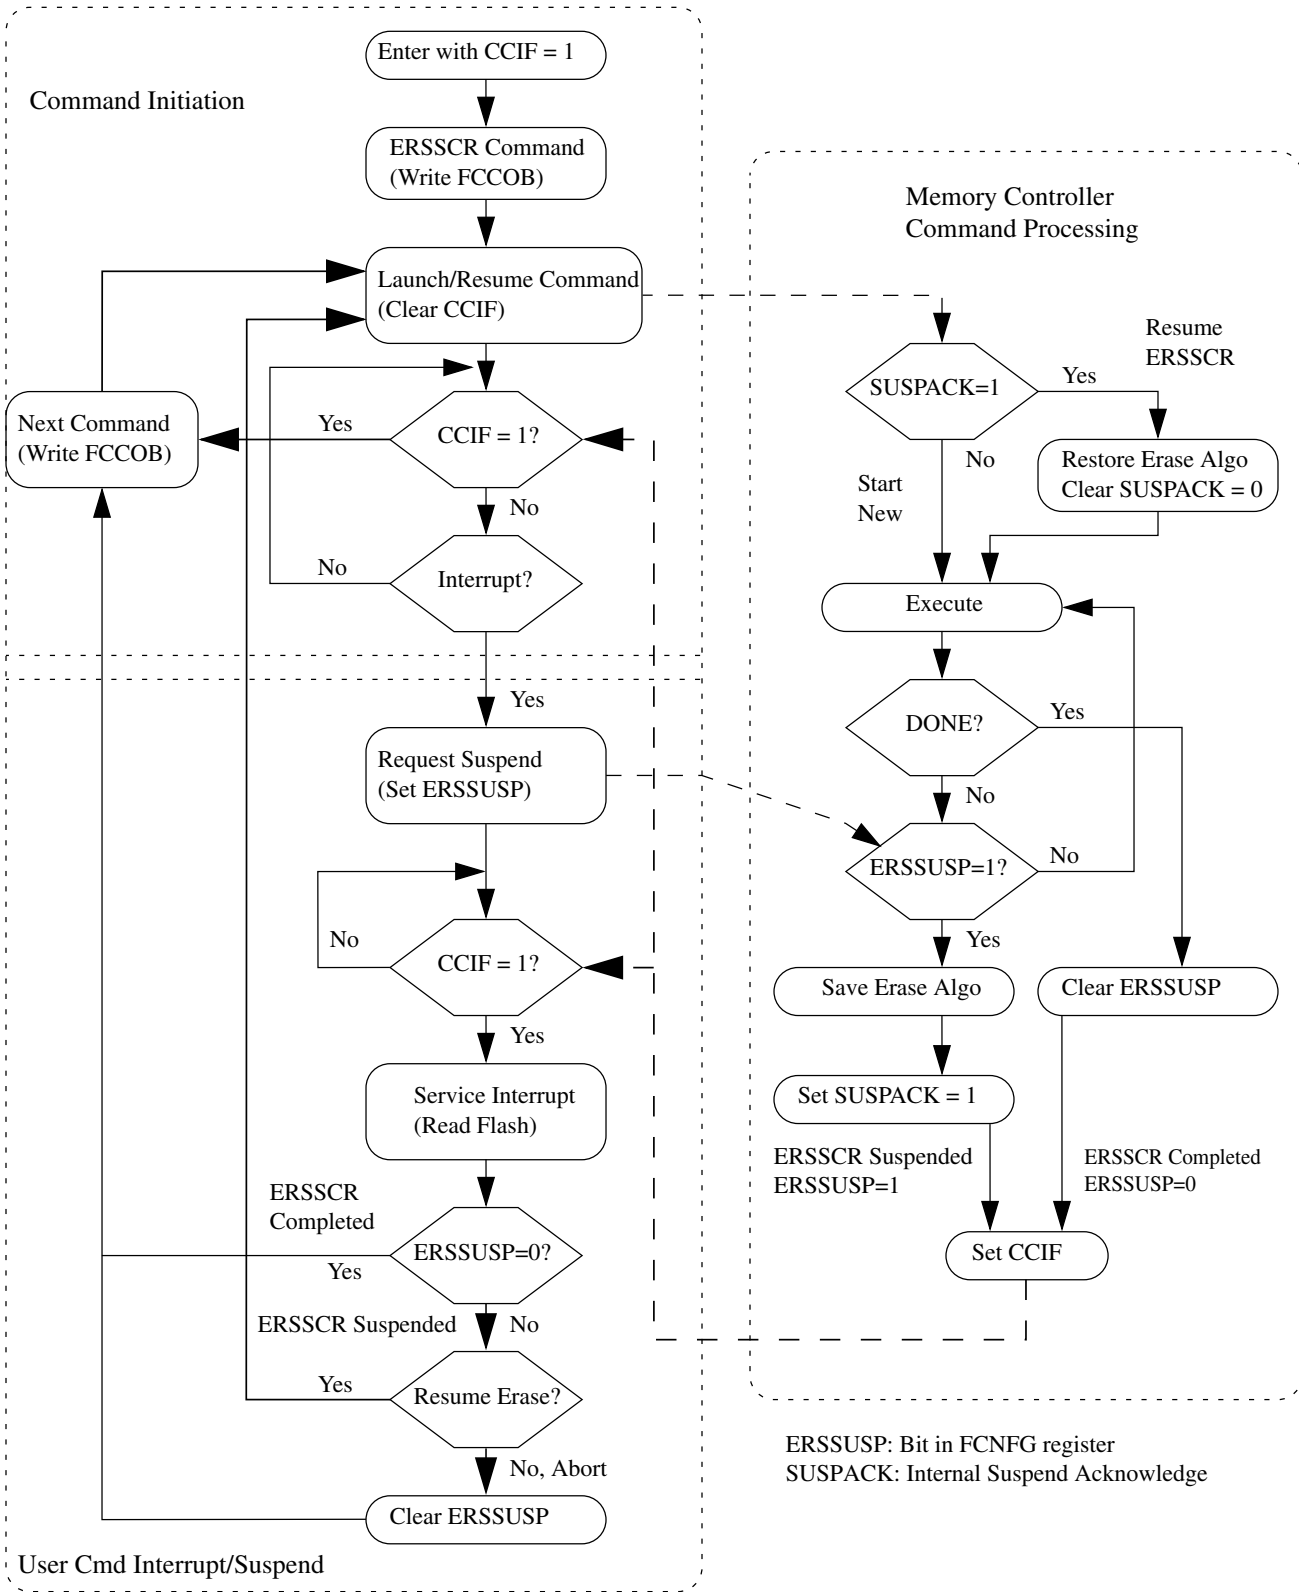 Enter with CCIF = 1
Command Initiation
ERSSCR Command
(Write FCCOB)
Launch/Resume Command
(Clear CCIF)
Next Command
(Write FCCOB)
Yes
CCIF = 1?
No
No
Interrupt?
Yes
Request Suspend
(Set ERSSUSP)
No
CCIF = 1?
Yes
Service Interrupt
(Read Flash)
ERSSCR
Completed
ERSSUSP=0?
Yes
ERSSCR Suspended
No
Yes
Resume Erase?
No, Abort
Clear ERSSUSP
User Cmd Interrupt/Suspend
Memory Controller
Command Processing
Resume
ERSSCR
SUSPACK=1
Yes
No
Restore Erase Algo
Clear SUSPACK = 0
Start
New
Execute
DONE?
Yes
No
ERSSUSP=1?
No
Yes
Save Erase Algo
Clear ERSSUSP
Set SUSPACK = 1
ERSSCR Suspended
ERSSUSP=1
ERSSCR Completed
ERSSUSP=0
Set CCIF
ERSSUSP: Bit in FCNFG register
SUSPACK: Internal Suspend Acknowledge